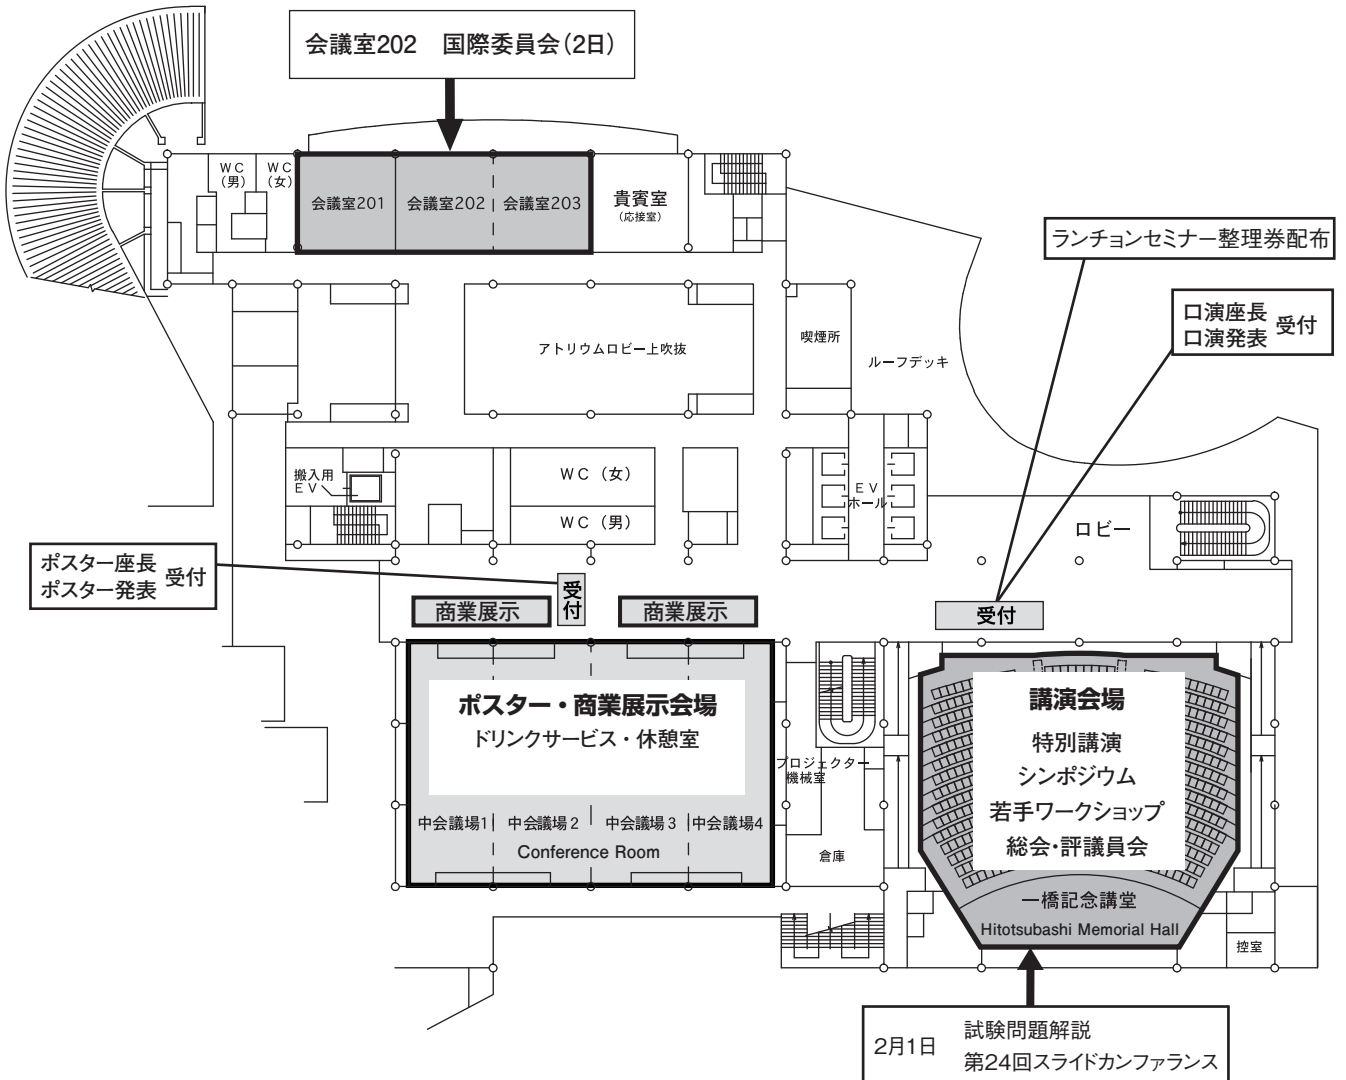 会議室202　国際委員会（2日）
WC
（男）
WC
（女）
会議室201
会議室202
会議室203
貴賓室
（応接室）
ランチョンセミナー整理券配布
口演座長
口演発表
受付
アトリウムロビー上吹抜
喫煙所
ルーフデッキ
搬入用
EV
WC（女）
WC（男）
EV
ホール
ロビー
ポスター座長
ポスター発表
受付
商業展示
受付
商業展示
受付
ポスター・商業展示会場
ドリンクサービス・休憩室
中会議場1
中会議場2
中会議場3
中会議場4
Conference Room
プロジェクター
機械室
倉庫
講演会場
特別講演
シンポジウム
若手ワークショップ
総会・評議員会
一橋記念講堂
Hitotsubashi Memorial Hall
控室
2月1日
試験問題解説
第24回スライドカンファランス